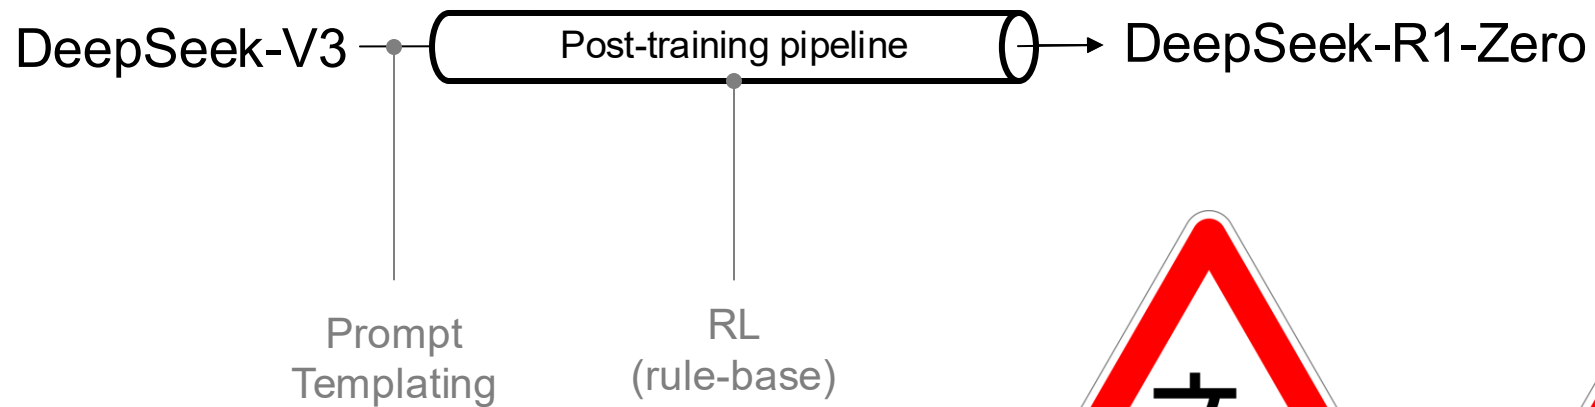 DeepSeek-V3
Post-training pipeline
DeepSeek-R1-Zero
Prompt
Templating
RL
(rule-base)